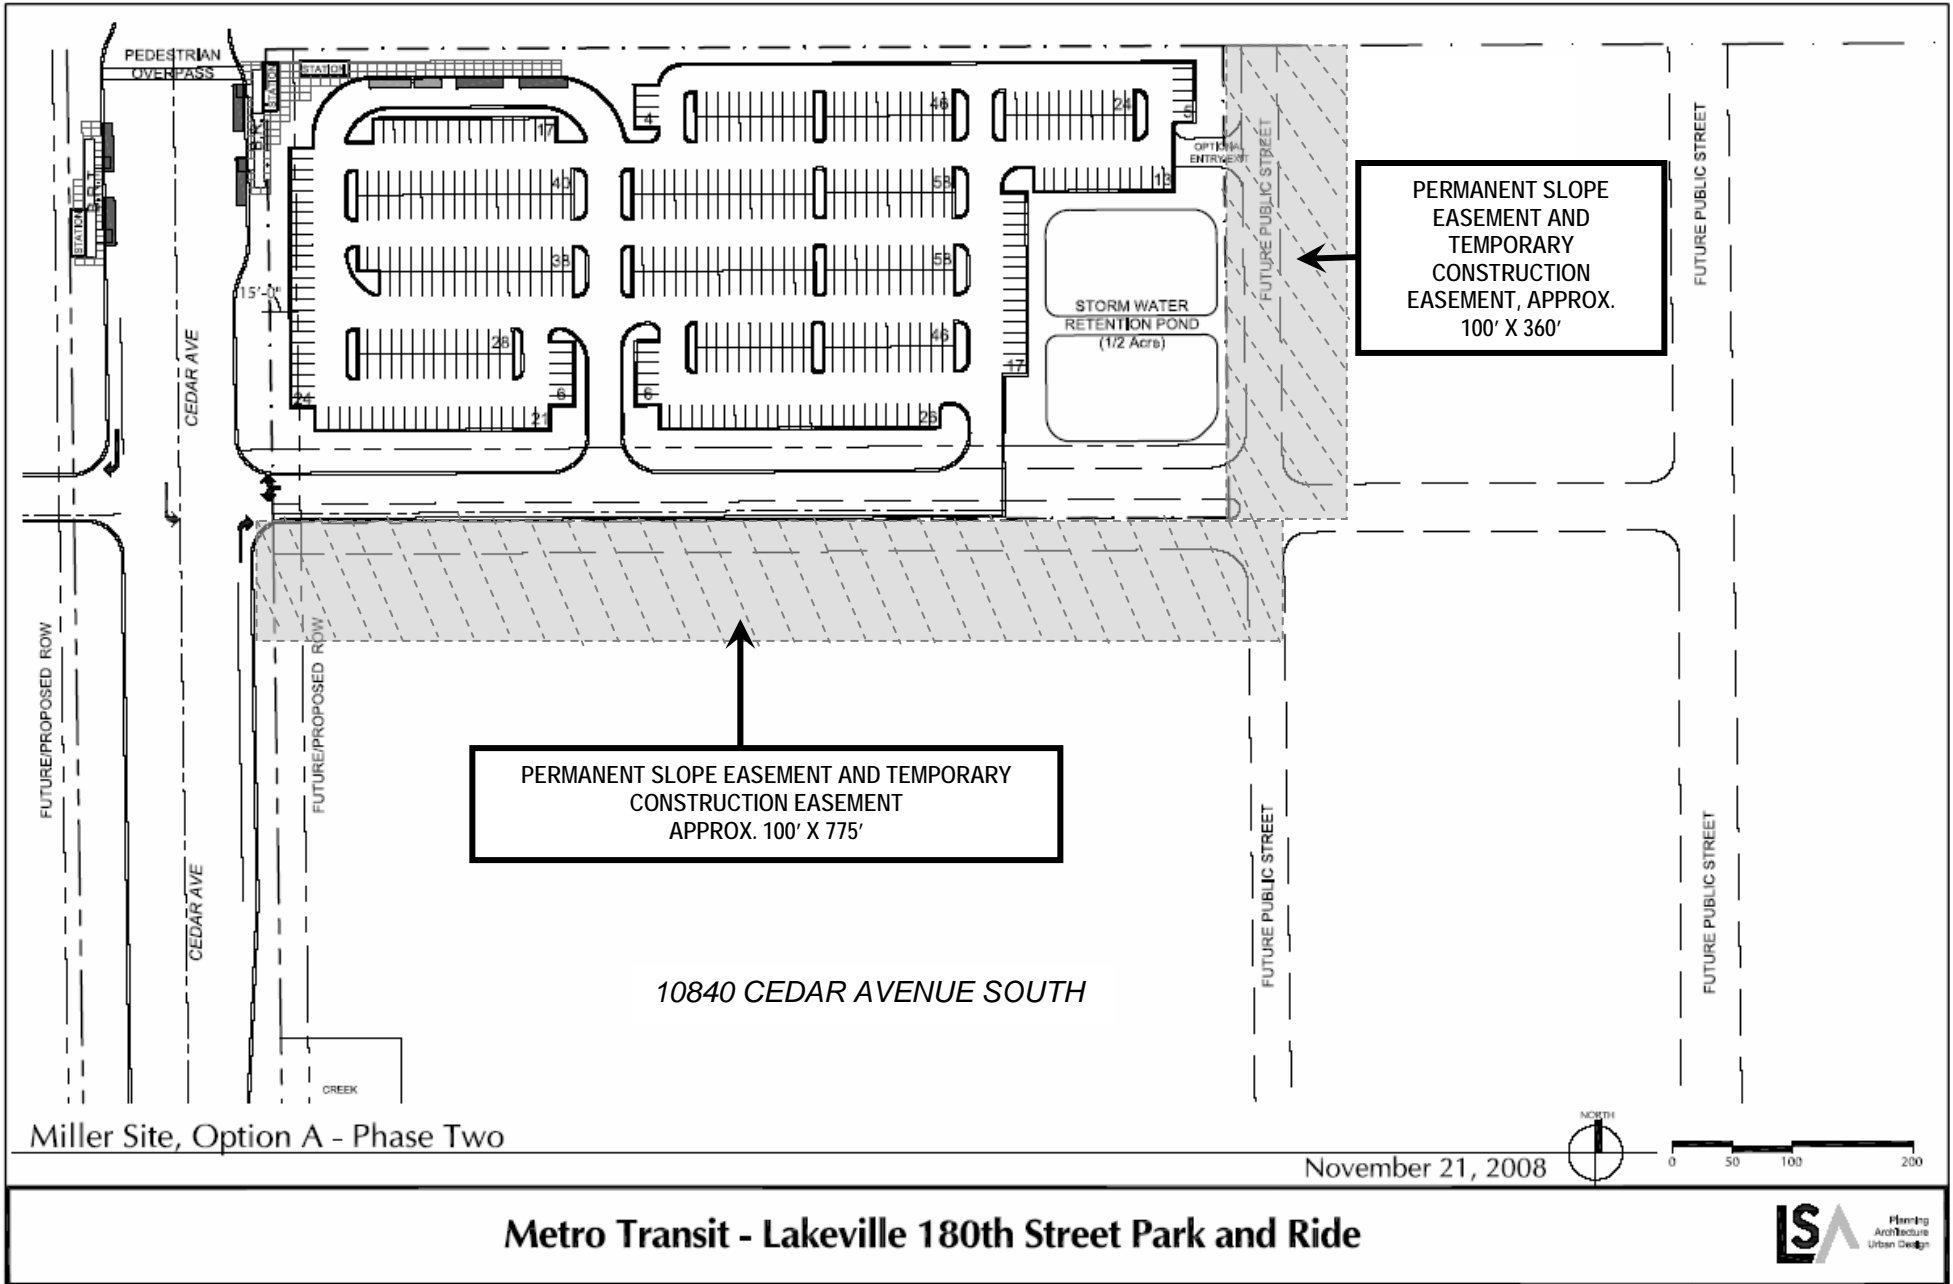 PEDESTRIAN
OVERPASS
STATION
STATION
B.R.T.
B.R.T.
STATION
17
4
46
24
5
OPTIONAL
ENTRY/EXIT
FUTURE PUBLIC STREET
FUTURE PUBLIC STREET
PERMANENT SLOPE
EASEMENT AND
TEMPORARY
CONSTRUCTION
EASEMENT, APPROX.
100' X 360'
40
58
13
38
58
15'-0"
STORM WATER
RETENTION POND
(1/2 Acre)
CEDAR AVE
28
46
17
24
6
6
21
26
FUTURE/PROPOSED ROW
FUTURE/PROPOSED ROW
PERMANENT SLOPE EASEMENT AND TEMPORARY
CONSTRUCTION EASEMENT
APPROX. 100' X 775'
CEDAR AVE
FUTURE PUBLIC STREET
FUTURE PUBLIC STREET
10840 CEDAR AVENUE SOUTH
CREEK
Miller Site, Option A - Phase Two
November 21, 2008
NORTH
0 50 100 200
Metro Transit - Lakeville 180th Street Park and Ride
LSA
Planning
Architecture
Urban Design